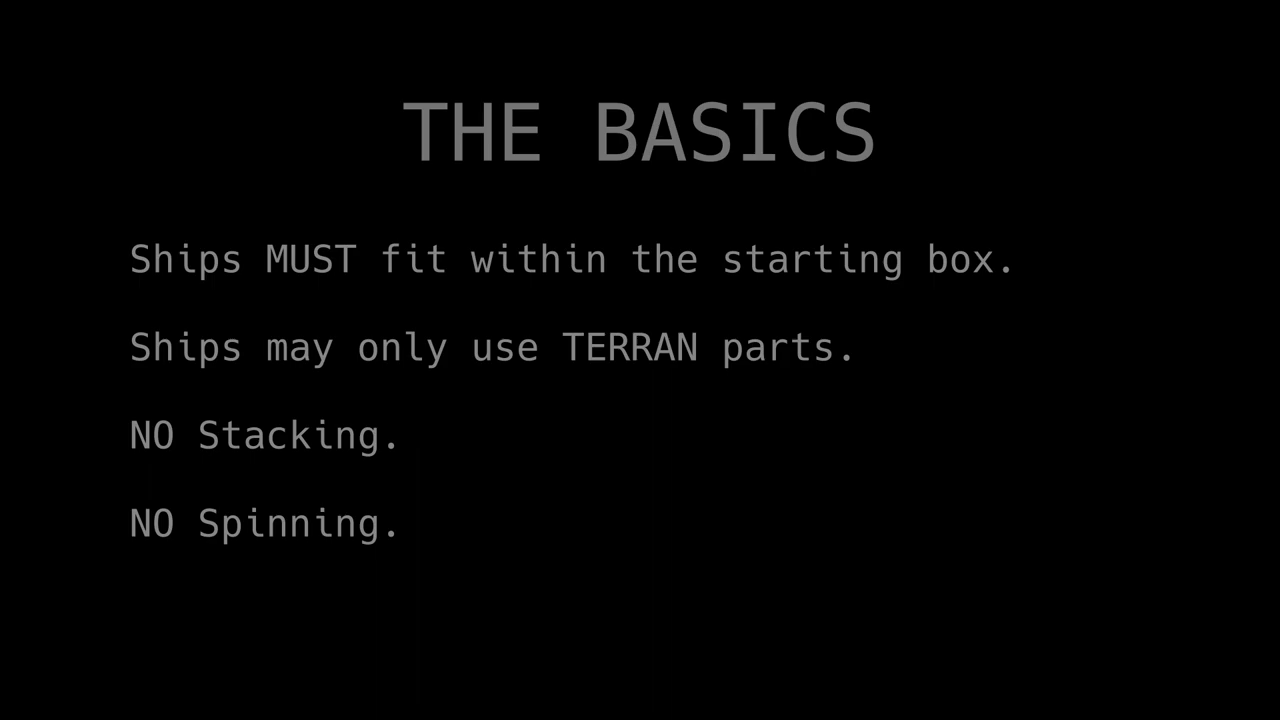 THE BASICS
Ships MUST fit within the starting box.
Ships may only use TERRAN parts.
NO Stacking.
NO Spinning.